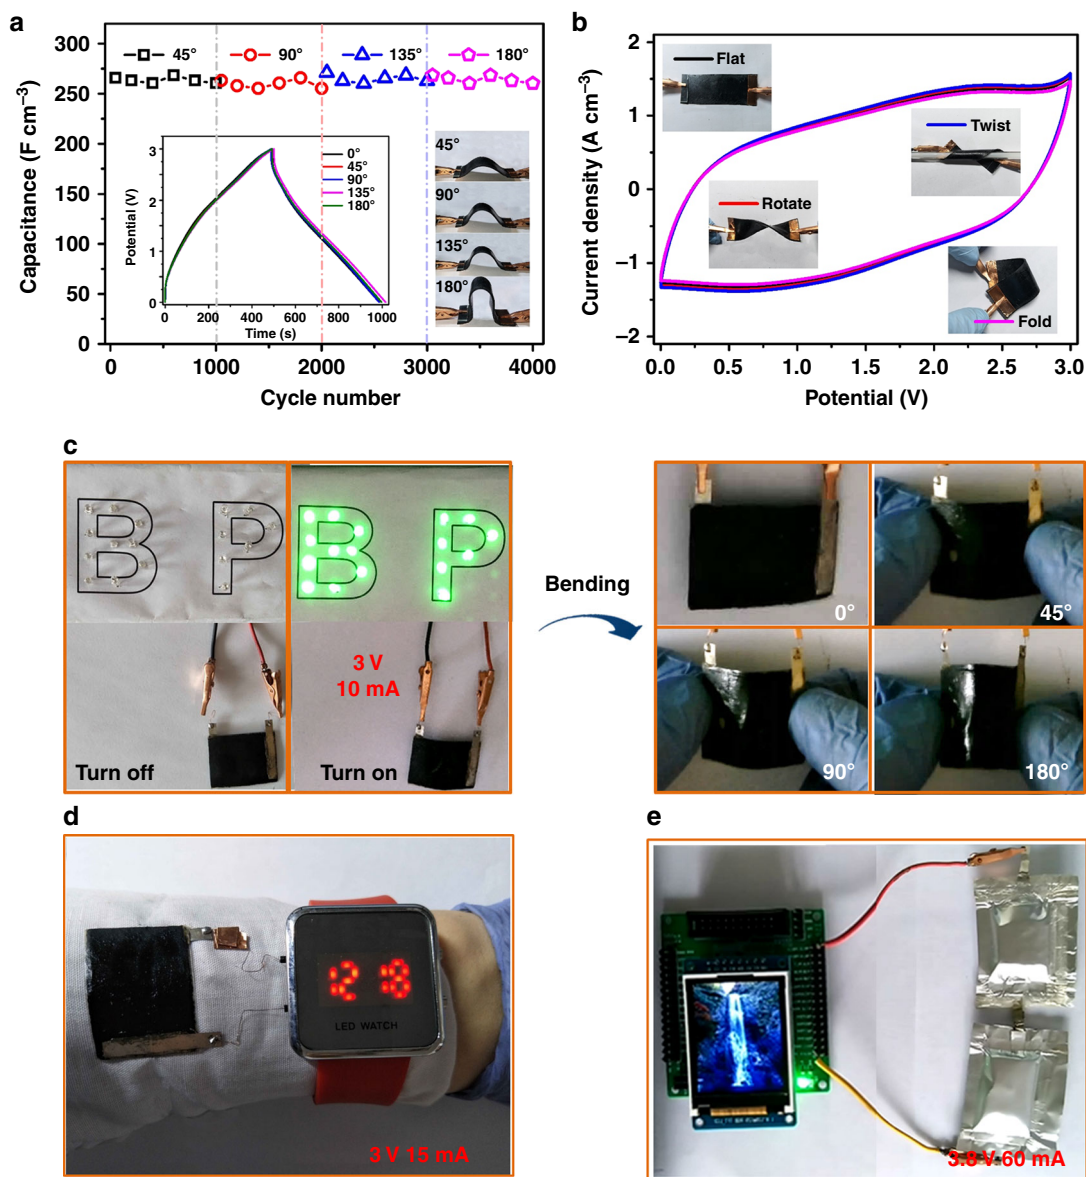 a
Capacitance (F cm⁻³)
300
250
200
150
100
50
0
45°
90°
135°
180°
Potential (V)
3
2
1
0
0°
45°
90°
135°
180°
0
200
400
600
800
1000
Time (s)
45°
90°
135°
180°
0
1000
2000
3000
4000
Cycle number
b
Current density (A cm⁻³)
2
1
0
−1
−2
Flat
Twist
Rotate
Fold
0.0
0.5
1.0
1.5
2.0
2.5
3.0
Potential (V)
c
B P
B P
3 V
10 mA
Turn off
Turn on
Bending
0°
45°
90°
180°
d
12 28
LED WATCH
3 V 15 mA
e
3.8 V 60 mA